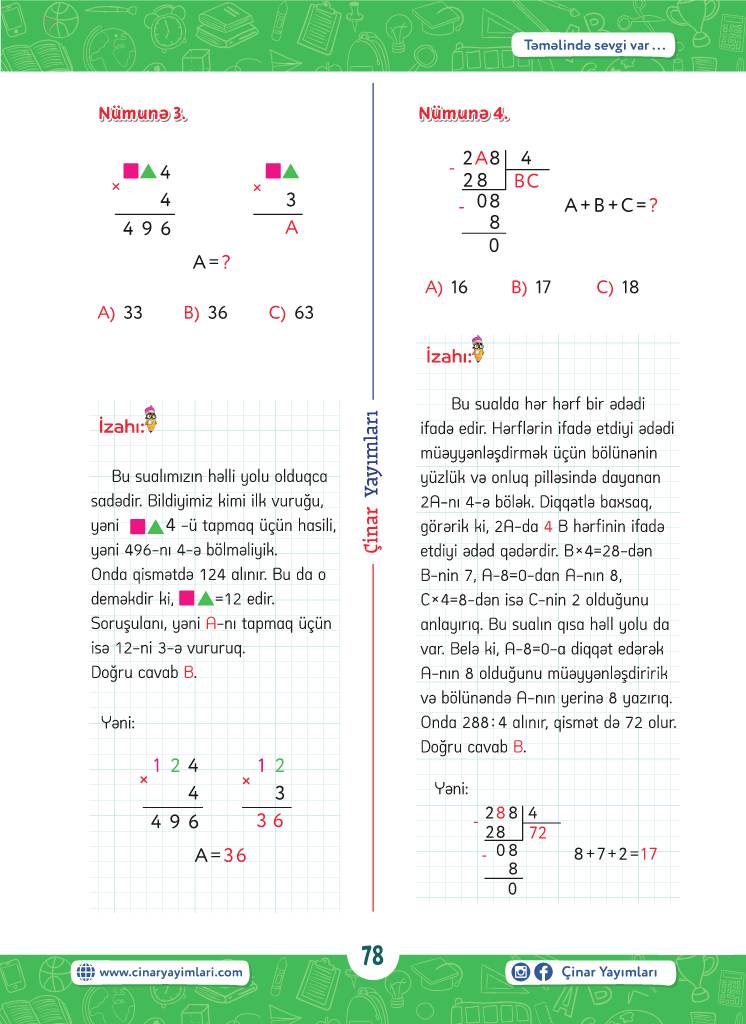 Təməlində sevgi var ...
Nümunə 3.
■▲4
×
4
4 9 6
■▲
×
3
A
A = ?
A) 33 B) 36 C) 63
İzahı:
Bu sualımızın həlli yolu olduqca
sadədir. Bildiyimiz kimi ilk vuruğu,
yəni ■▲4 -ü tapmaq üçün hasili,
yəni 496-nı 4-ə bölməliyik.
Onda qismətdə 124 alınır. Bu da o
deməkdir ki, ■▲=12 edir.
Soruşulanı, yəni A-nı tapmaq üçün
isə 12-ni 3-ə vururuq.
Doğru cavab B.
Yəni:
1 2 4
×
4
4 9 6
1 2
×
3
3 6
A = 36
Çinar Yayımları
Nümunə 4.
2A8 4
-
28 BC
- 08
8
0
A + B + C = ?
A) 16 B) 17 C) 18
İzahı:
Bu sualda hər hərf bir ədədi
ifadə edir. Hərflərin ifadə etdiyi ədədi
müəyyənləşdirmək üçün bölünənin
yüzlük və onluq pilləsində dayanan
2A-nı 4-ə bölək. Diqqətlə baxsaq,
görərik ki, 2A-da 4 B hərfinin ifadə
etdiyi ədəd qədərdir. B×4=28-dən
B-nin 7, A-8=0-dan A-nın 8,
C×4=8-dən isə C-nin 2 olduğunu
anlayırıq. Bu sualın qısa həll yolu da
var. Belə ki, A-8=0-a diqqət edərək
A-nın 8 olduğunu müəyyənləşdiririk
və bölünəndə A-nın yerinə 8 yazırıq.
Onda 288:4 alınır, qismət də 72 olur.
Doğru cavab B.
Yəni:
288 4
-
28 72
- 08
8
0
8 + 7 + 2 = 17
www.cinaryayimlari.com
78
Çinar Yayımları